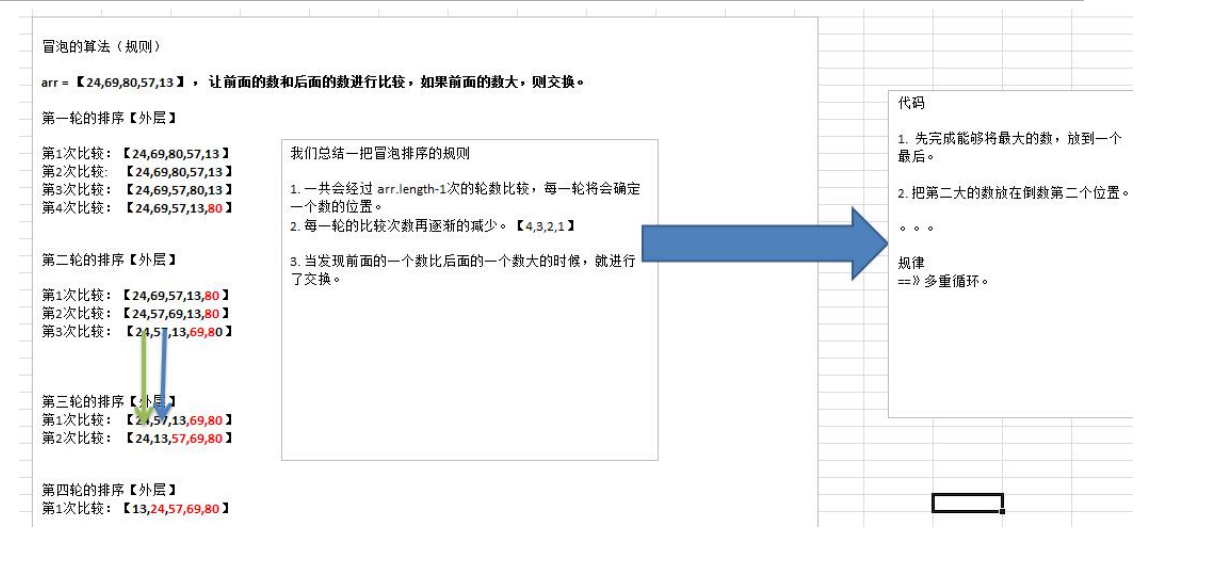 冒泡的算法（规则）
arr = 【24,69,80,57,13】 ， 让前面的数和后面的数进行比较，如果前面的数大，则交换。
第一轮的排序【外层】
第1次比较： 【24,69,80,57,13】
第2次比较: 【24,69,80,57,13】
第3次比较： 【24,69,57,80,13】
第4次比较： 【24,69,57,13,80】
第二轮的排序【外层】
第1次比较： 【24,69,57,13,80】
第2次比较： 【24,57,69,13,80】
第3次比较： 【24,57,13,69,80】
第三轮的排序【外层】
第1次比较： 【24,57,13,69,80】
第2次比较： 【24,13,57,69,80】
第四轮的排序【外层】
第1次比较： 【13,24,57,69,80】
我们总结一把冒泡排序的规则
1. 一共会经过 arr.length-1次的轮数比较，每一轮将会确定
一个数的位置。
2. 每一轮的比较次数再逐渐的减少。【4,3,2,1】
3. 当发现前面的一个数比后面的一个数大的时候，就进行
了交换。
代码
1. 先完成能够将最大的数，放到一个
最后。
2. 把第二大的数放在倒数第二个位置。
。。。
规律
==》 多重循环。